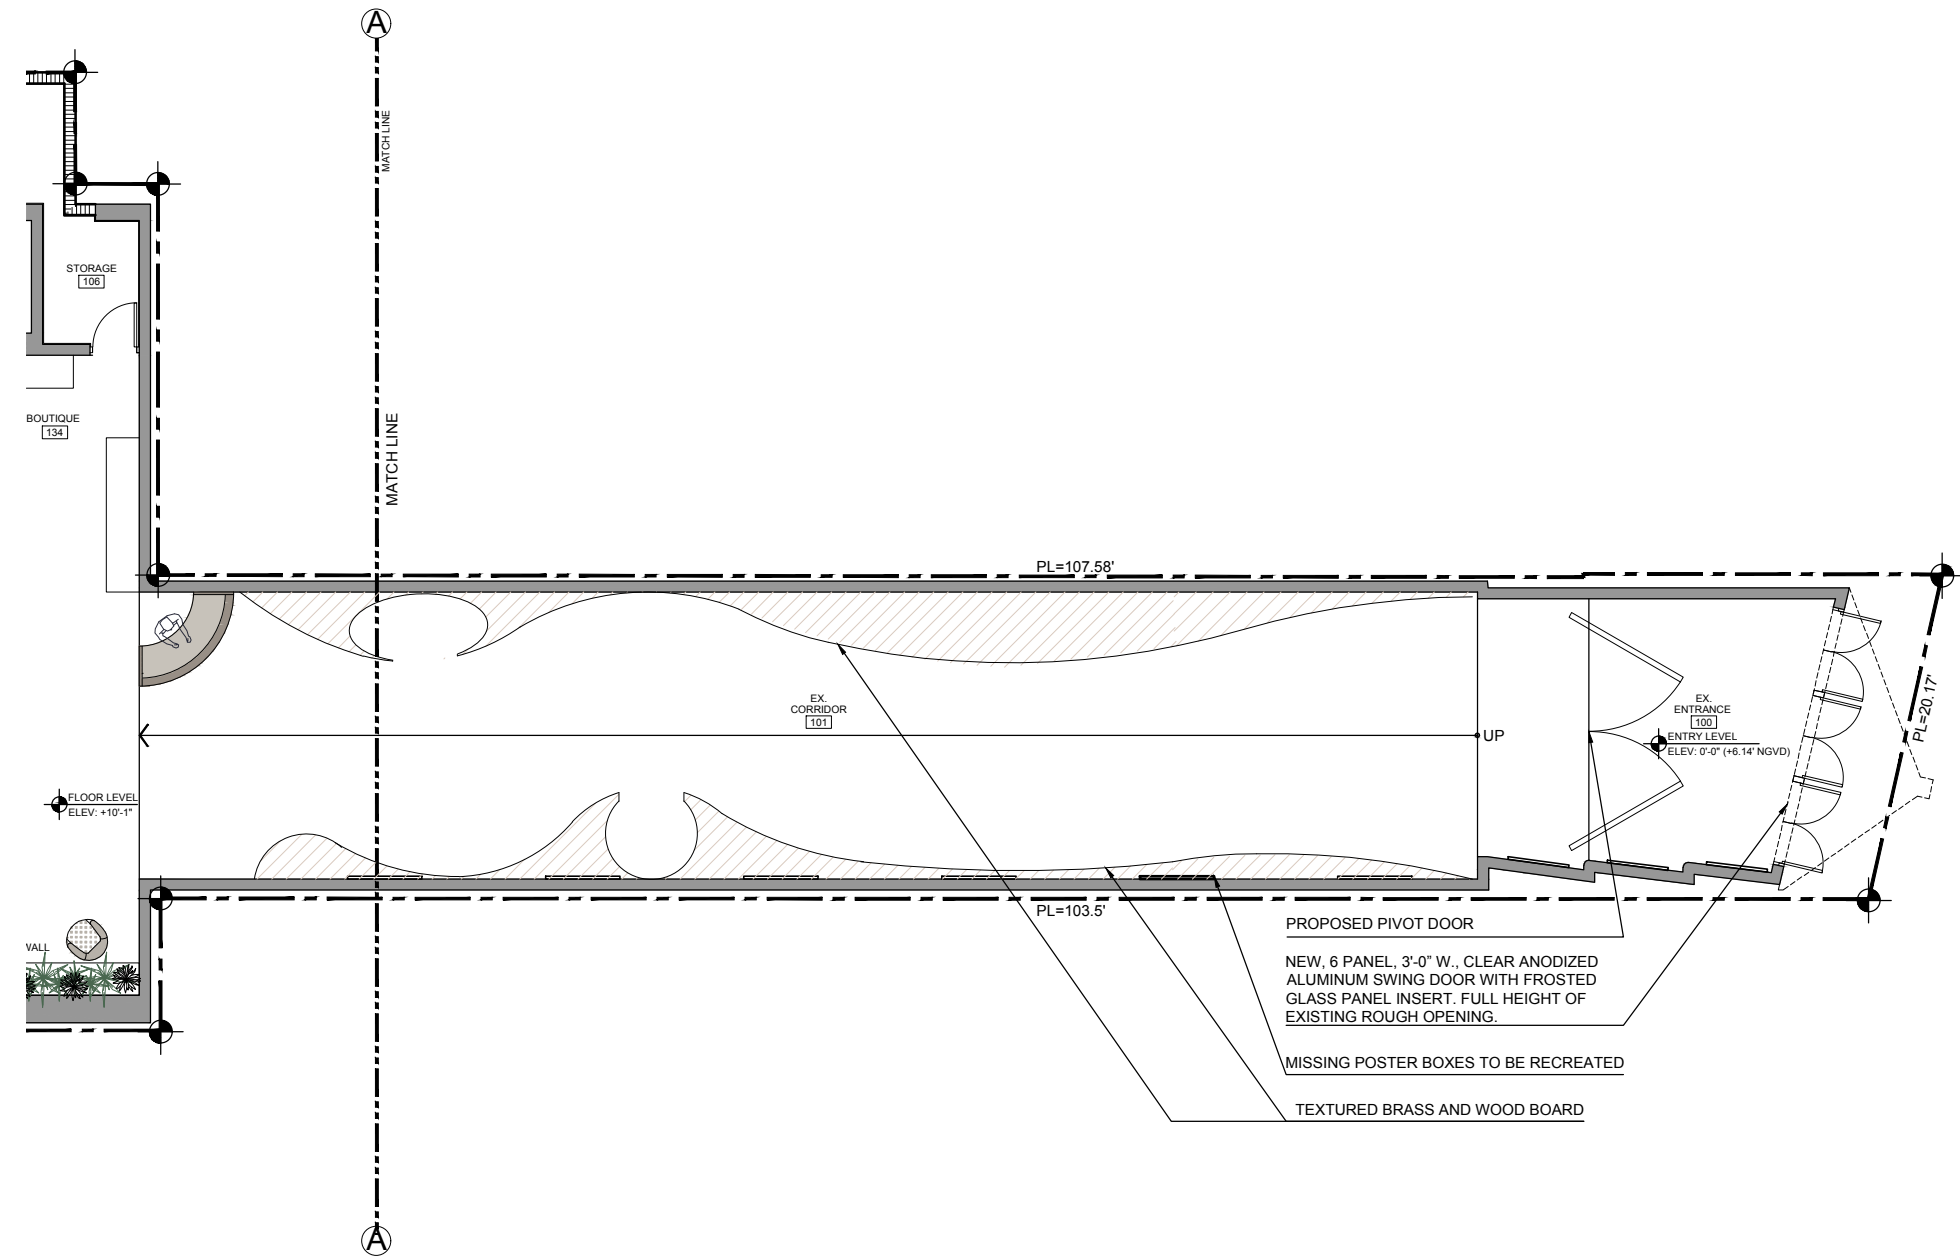 A
MATCH LINE
STORAGE
106
BOUTIQUE
134
MATCH LINE
PL=107.58'
EX.
CORRIDOR
101
UP
EX.
ENTRANCE
100
ENTRY LEVEL
ELEV: 0'-0" (+6.14' NGVD)
PL=20.17'
FLOOR LEVEL
ELEV: +10'-1"
PL=103.5'
WALL
PROPOSED PIVOT DOOR
NEW, 6 PANEL, 3'-0" W., CLEAR ANODIZED
ALUMINUM SWING DOOR WITH FROSTED
GLASS PANEL INSERT. FULL HEIGHT OF
EXISTING ROUGH OPENING.
MISSING POSTER BOXES TO BE RECREATED
TEXTURED BRASS AND WOOD BOARD
A